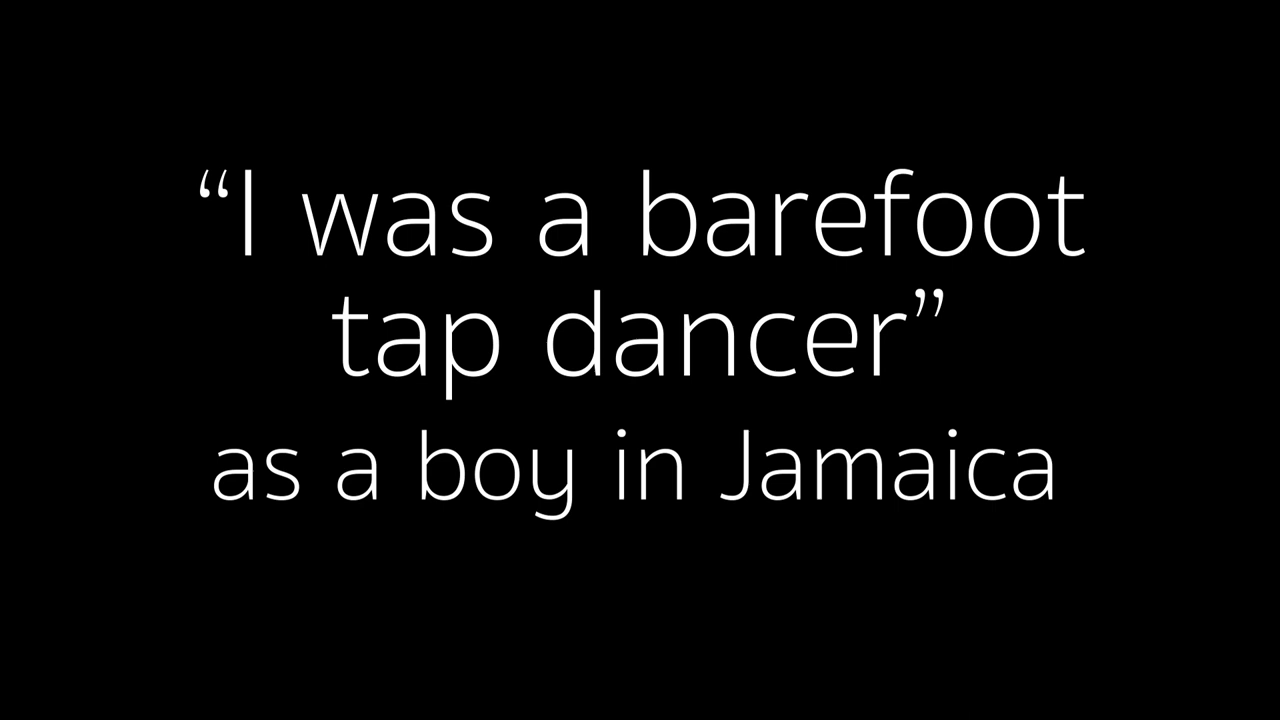 “I was a barefoot
tap dancer”
as a boy in Jamaica